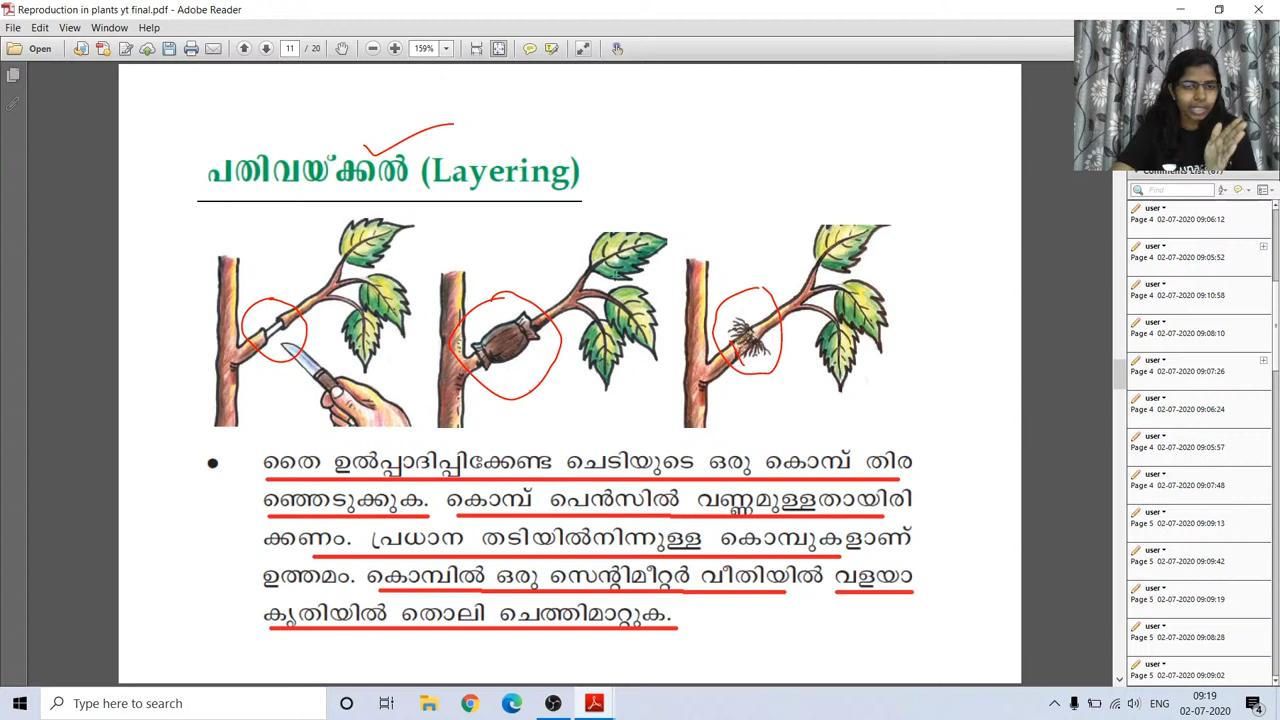 Reproduction in plants yt final.pdf - Adobe Reader
File Edit View Window Help
Open 11 / 20 159%
പതിവയ്ക്കൽ (Layering)
തൈ ഉൽപ്പാദിപ്പിക്കേണ്ട ചെടിയുടെ ഒരു കൊമ്പ് തിര
ഞ്ഞെടുക്കുക. കൊമ്പ് പെൻസിൽ വണ്ണമുള്ളതായിരി
ക്കണം. പ്രധാന തടിയിൽനിന്നുള്ള കൊമ്പുകളാണ്
ഉത്തമം. കൊമ്പിൽ ഒരു സെന്റിമീറ്റർ വീതിയിൽ വളയാ
കൃതിയിൽ തൊലി ചെത്തിമാറ്റുക.
Comments List (67)
Find
user
Page 4 02-07-2020 09:06:12
user
Page 4 02-07-2020 09:05:52
user
Page 4 02-07-2020 09:10:58
user
Page 4 02-07-2020 09:08:10
user
Page 4 02-07-2020 09:07:26
user
Page 4 02-07-2020 09:06:24
user
Page 4 02-07-2020 09:05:57
user
Page 4 02-07-2020 09:07:48
user
Page 5 02-07-2020 09:09:13
user
Page 5 02-07-2020 09:09:42
user
Page 5 02-07-2020 09:09:19
user
Page 5 02-07-2020 09:08:28
user
Page 5 02-07-2020 09:09:02
Type here to search
ENG
09:19
02-07-2020
4